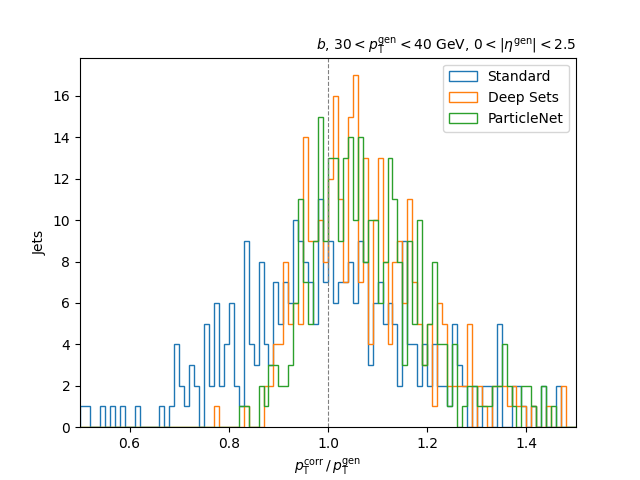 b, 30 < p_T^gen < 40 GeV, 0 < |η^gen| < 2.5
Standard
Deep Sets
ParticleNet
16
14
12
10
8
6
4
2
0
Jets
0.6 0.8 1.0 1.2 1.4
p_T^corr / p_T^gen